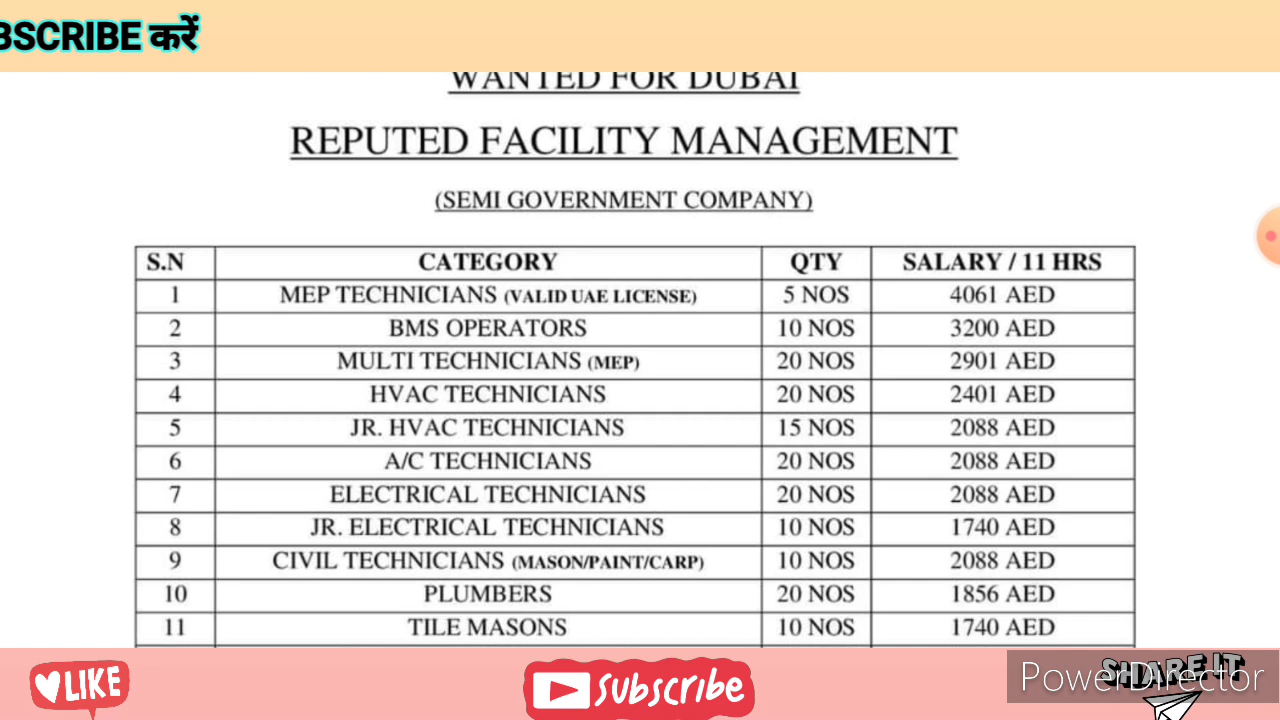 BSCRIBE करें
WANTED FOR DUBAI
REPUTED FACILITY MANAGEMENT
(SEMI GOVERNMENT COMPANY)
S.N CATEGORY QTY SALARY / 11 HRS
1 MEP TECHNICIANS (VALID UAE LICENSE) 5 NOS 4061 AED
2 BMS OPERATORS 10 NOS 3200 AED
3 MULTI TECHNICIANS (MEP) 20 NOS 2901 AED
4 HVAC TECHNICIANS 20 NOS 2401 AED
5 JR. HVAC TECHNICIANS 15 NOS 2088 AED
6 A/C TECHNICIANS 20 NOS 2088 AED
7 ELECTRICAL TECHNICIANS 20 NOS 2088 AED
8 JR. ELECTRICAL TECHNICIANS 10 NOS 1740 AED
9 CIVIL TECHNICIANS (MASON/PAINT/CARP) 10 NOS 2088 AED
10 PLUMBERS 20 NOS 1856 AED
11 TILE MASONS 10 NOS 1740 AED
LIKE Subscribe SHARE IT
PowerDirector